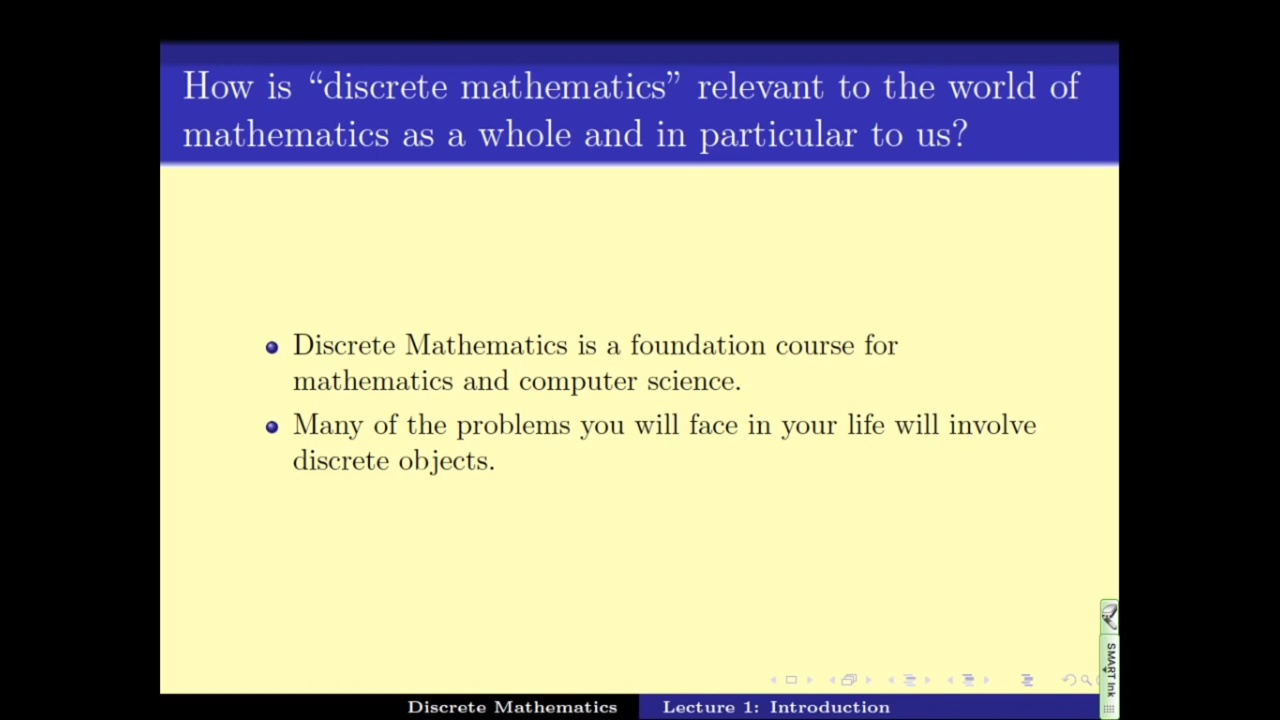 How is “discrete mathematics” relevant to the world of
mathematics as a whole and in particular to us?
Discrete Mathematics is a foundation course for
mathematics and computer science.
Many of the problems you will face in your life will involve
discrete objects.
SMART Ink
Discrete Mathematics
Lecture 1: Introduction